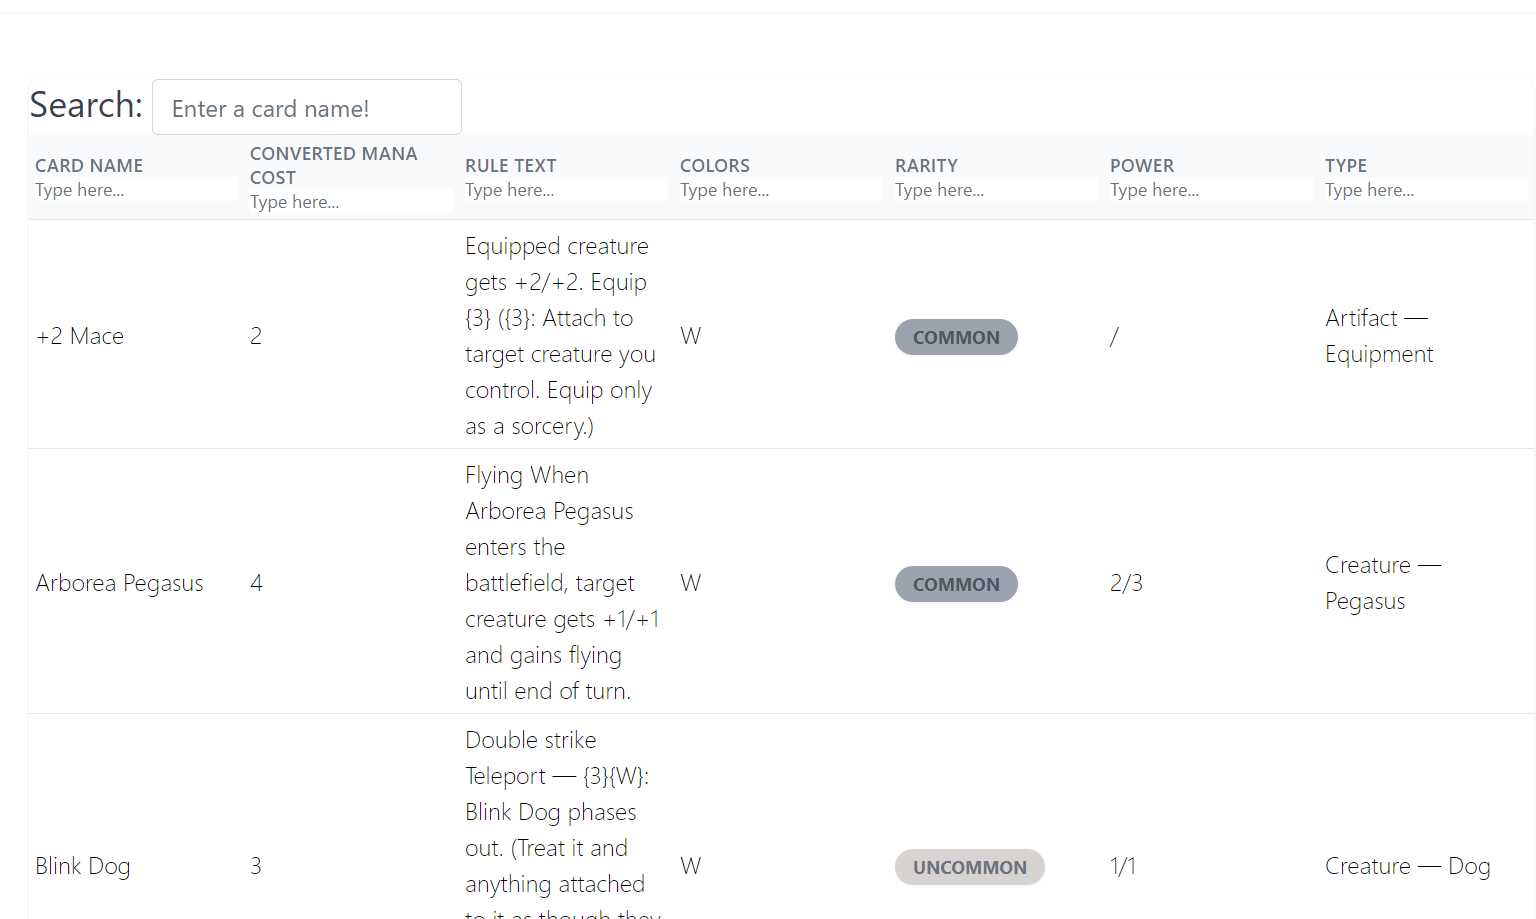 Search: Enter a card name!
CARD NAME
Type here...
CONVERTED MANA
COST
Type here...
RULE TEXT
Type here...
COLORS
Type here...
RARITY
Type here...
POWER
Type here...
TYPE
Type here...
+2 Mace
2
Equipped creature
gets +2/+2. Equip
{3} ({3}: Attach to
target creature you
control. Equip only
as a sorcery.)
W
COMMON
/
Artifact —
Equipment
Arborea Pegasus
4
Flying When
Arborea Pegasus
enters the
battlefield, target
creature gets +1/+1
and gains flying
until end of turn.
W
COMMON
2/3
Creature —
Pegasus
Blink Dog
3
Double strike
Teleport — {3}{W}:
Blink Dog phases
out. (Treat it and
anything attached
to it as though they
W
UNCOMMON
1/1
Creature — Dog